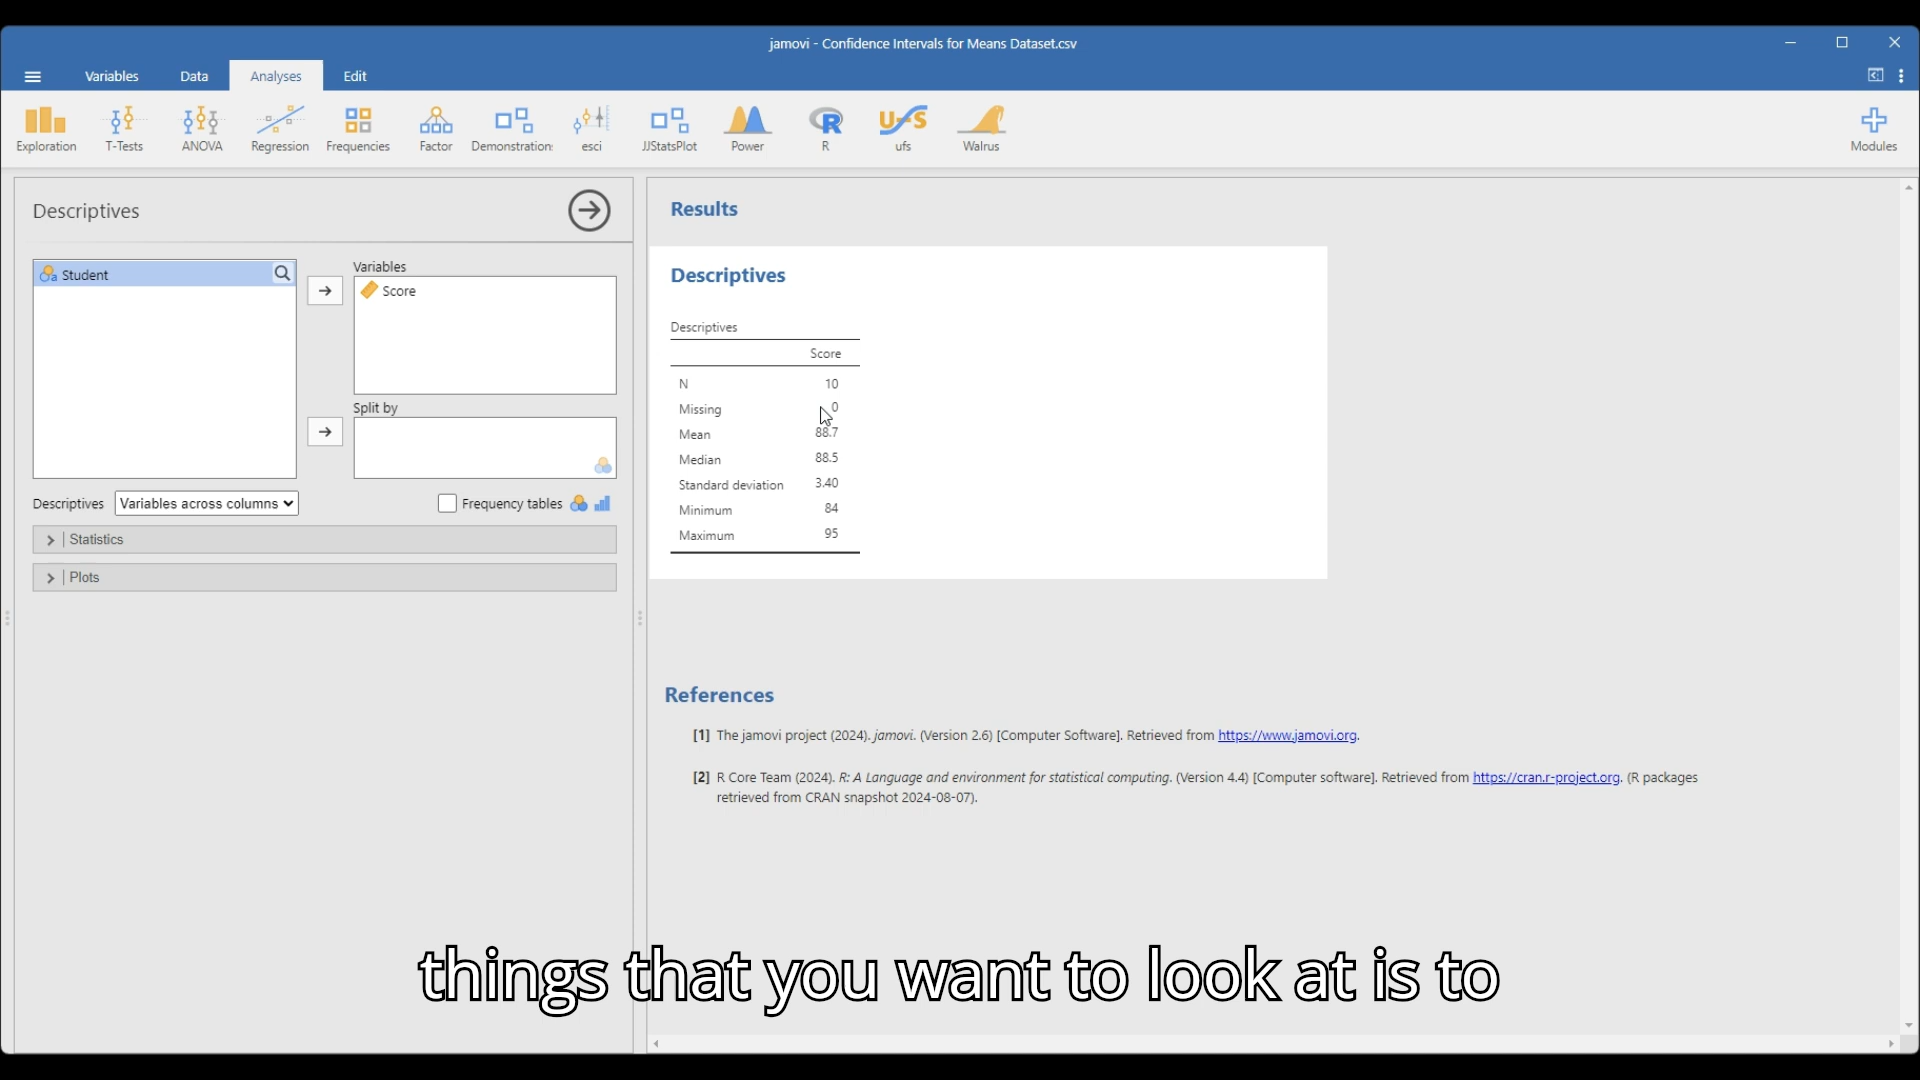 jamovi - Confidence Intervals for Means Dataset.csv
Variables Data Analyses Edit
Exploration T-Tests ANOVA Regression Frequencies Factor Demonstrations esci JJStatsPlot Power R ufs Walrus Modules
Descriptives
Student
Variables
Score
Split by
Descriptives Variables across columns Frequency tables
Statistics
Plots
Results
Descriptives
Descriptives
Score
N 10
Missing 0
Mean 88.7
Median 88.5
Standard deviation 3.40
Minimum 84
Maximum 95
References
[1] The jamovi project (2024). jamovi. (Version 2.6) [Computer Software]. Retrieved from https://www.jamovi.org.
[2] R Core Team (2024). R: A Language and environment for statistical computing. (Version 4.4) [Computer software]. Retrieved from https://cran.r-project.org. (R packages
retrieved from CRAN snapshot 2024-08-07).
things that you want to look at is to